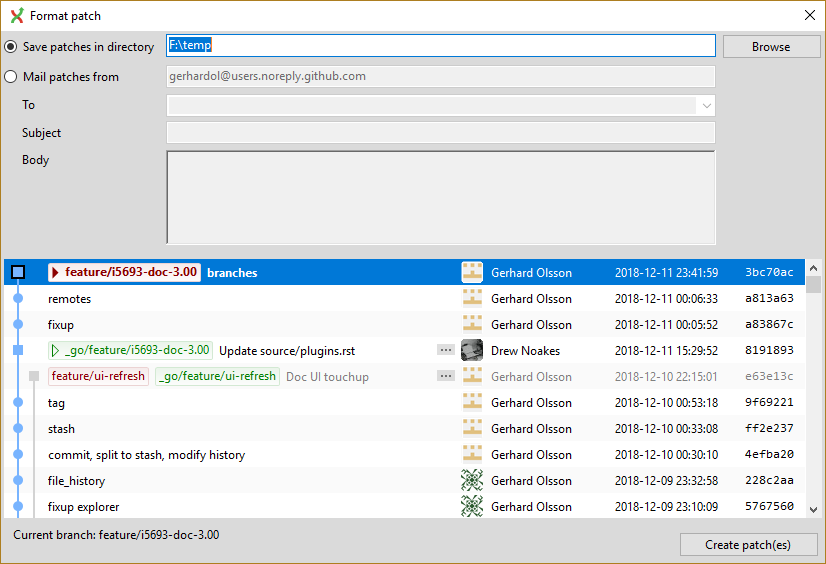 Format patch
Save patches in directory F:\temp Browse
Mail patches from gerhardol@users.noreply.github.com
To
Subject
Body
feature/i5693-doc-3.00 branches Gerhard Olsson 2018-12-11 23:41:59 3bc70ac
remotes Gerhard Olsson 2018-12-11 00:06:33 a813a63
fixup Gerhard Olsson 2018-12-11 00:05:52 a83867c
_go/feature/i5693-doc-3.00 Update source/plugins.rst Drew Noakes 2018-12-11 15:29:52 8191893
feature/ui-refresh _go/feature/ui-refresh Doc UI touchup Gerhard Olsson 2018-12-10 22:15:01 e63e13c
tag Gerhard Olsson 2018-12-10 00:53:18 9f69221
stash Gerhard Olsson 2018-12-10 00:33:08 ff2e237
commit, split to stash, modify history Gerhard Olsson 2018-12-10 00:30:10 4efba20
file_history Gerhard Olsson 2018-12-09 23:32:58 228c2aa
fixup explorer Gerhard Olsson 2018-12-09 23:10:09 5767560
Current branch: feature/i5693-doc-3.00
Create patch(es)